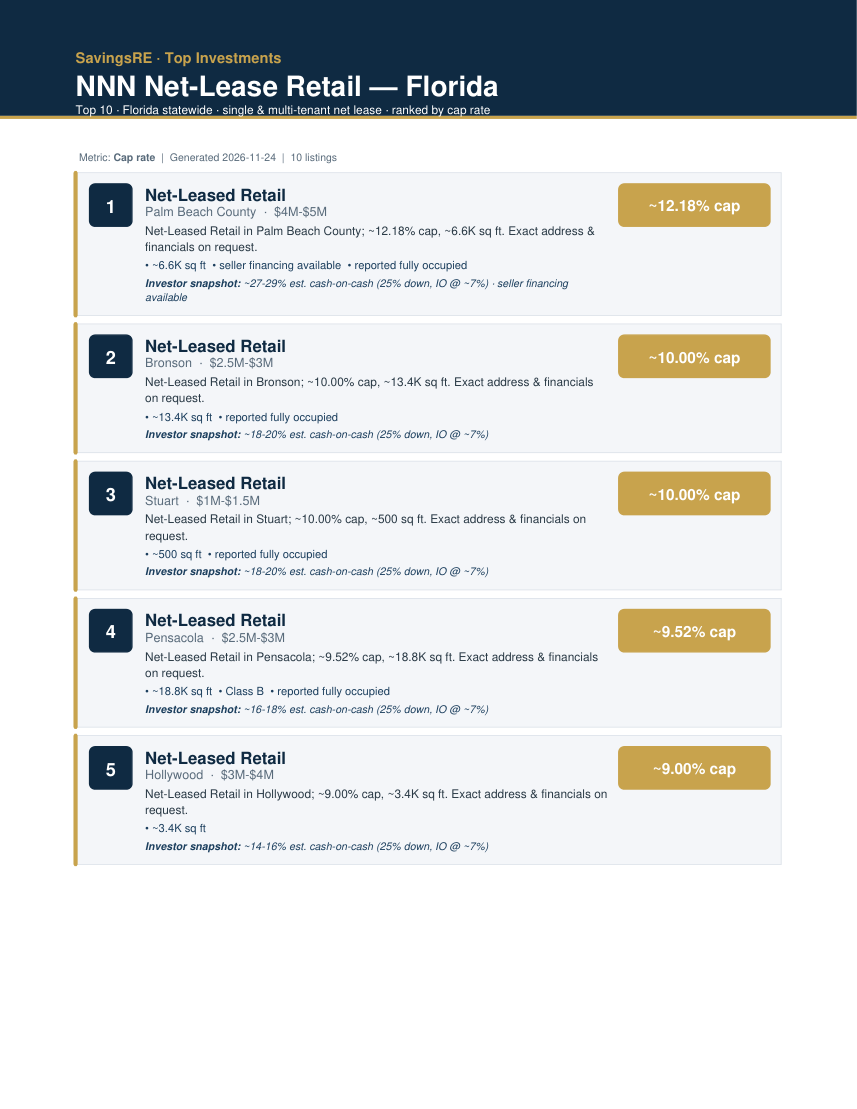 SavingsRE · Top Investments
NNN Net-Lease Retail — Florida
Top 10 · Florida statewide · single & multi-tenant net lease · ranked by cap rate
Metric: Cap rate | Generated 2026-11-24 | 10 listings
1
Net-Leased Retail
~12.18% cap
Palm Beach County · $4M-$5M
Net-Leased Retail in Palm Beach County; ~12.18% cap, ~6.6K sq ft. Exact address &
financials on request.
• ~6.6K sq ft • seller financing available • reported fully occupied
Investor snapshot: ~27-29% est. cash-on-cash (25% down, IO @ ~7%) · seller financing
available
2
Net-Leased Retail
~10.00% cap
Bronson · $2.5M-$3M
Net-Leased Retail in Bronson; ~10.00% cap, ~13.4K sq ft. Exact address & financials
on request.
• ~13.4K sq ft • reported fully occupied
Investor snapshot: ~18-20% est. cash-on-cash (25% down, IO @ ~7%)
3
Net-Leased Retail
~10.00% cap
Stuart · $1M-$1.5M
Net-Leased Retail in Stuart; ~10.00% cap, ~500 sq ft. Exact address & financials on
request.
• ~500 sq ft • reported fully occupied
Investor snapshot: ~18-20% est. cash-on-cash (25% down, IO @ ~7%)
4
Net-Leased Retail
~9.52% cap
Pensacola · $2.5M-$3M
Net-Leased Retail in Pensacola; ~9.52% cap, ~18.8K sq ft. Exact address & financials
on request.
• ~18.8K sq ft • Class B • reported fully occupied
Investor snapshot: ~16-18% est. cash-on-cash (25% down, IO @ ~7%)
5
Net-Leased Retail
~9.00% cap
Hollywood · $3M-$4M
Net-Leased Retail in Hollywood; ~9.00% cap, ~3.4K sq ft. Exact address & financials on
request.
• ~3.4K sq ft
Investor snapshot: ~14-16% est. cash-on-cash (25% down, IO @ ~7%)